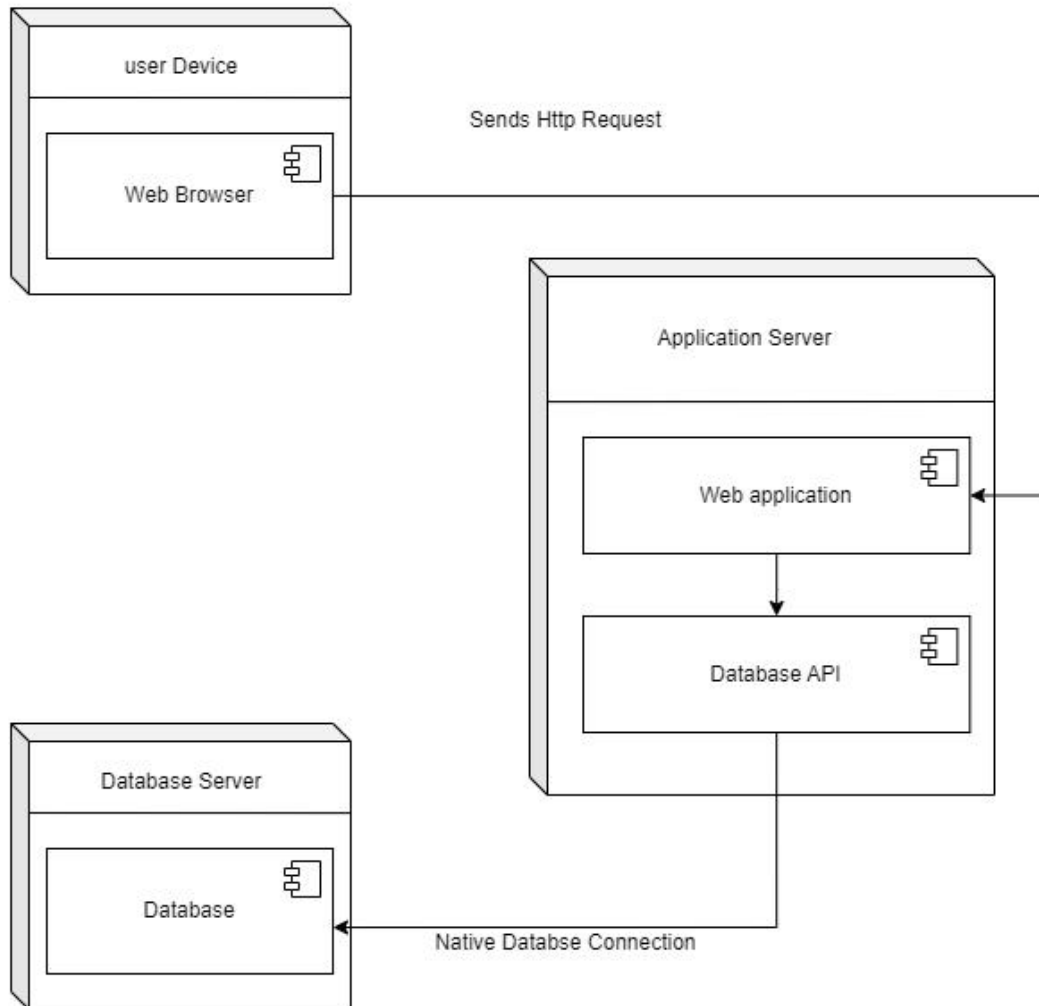 user Device
Sends Http Request
Web Browser
Application Server
Web application
Database API
Database Server
Database
Native Databse Connection